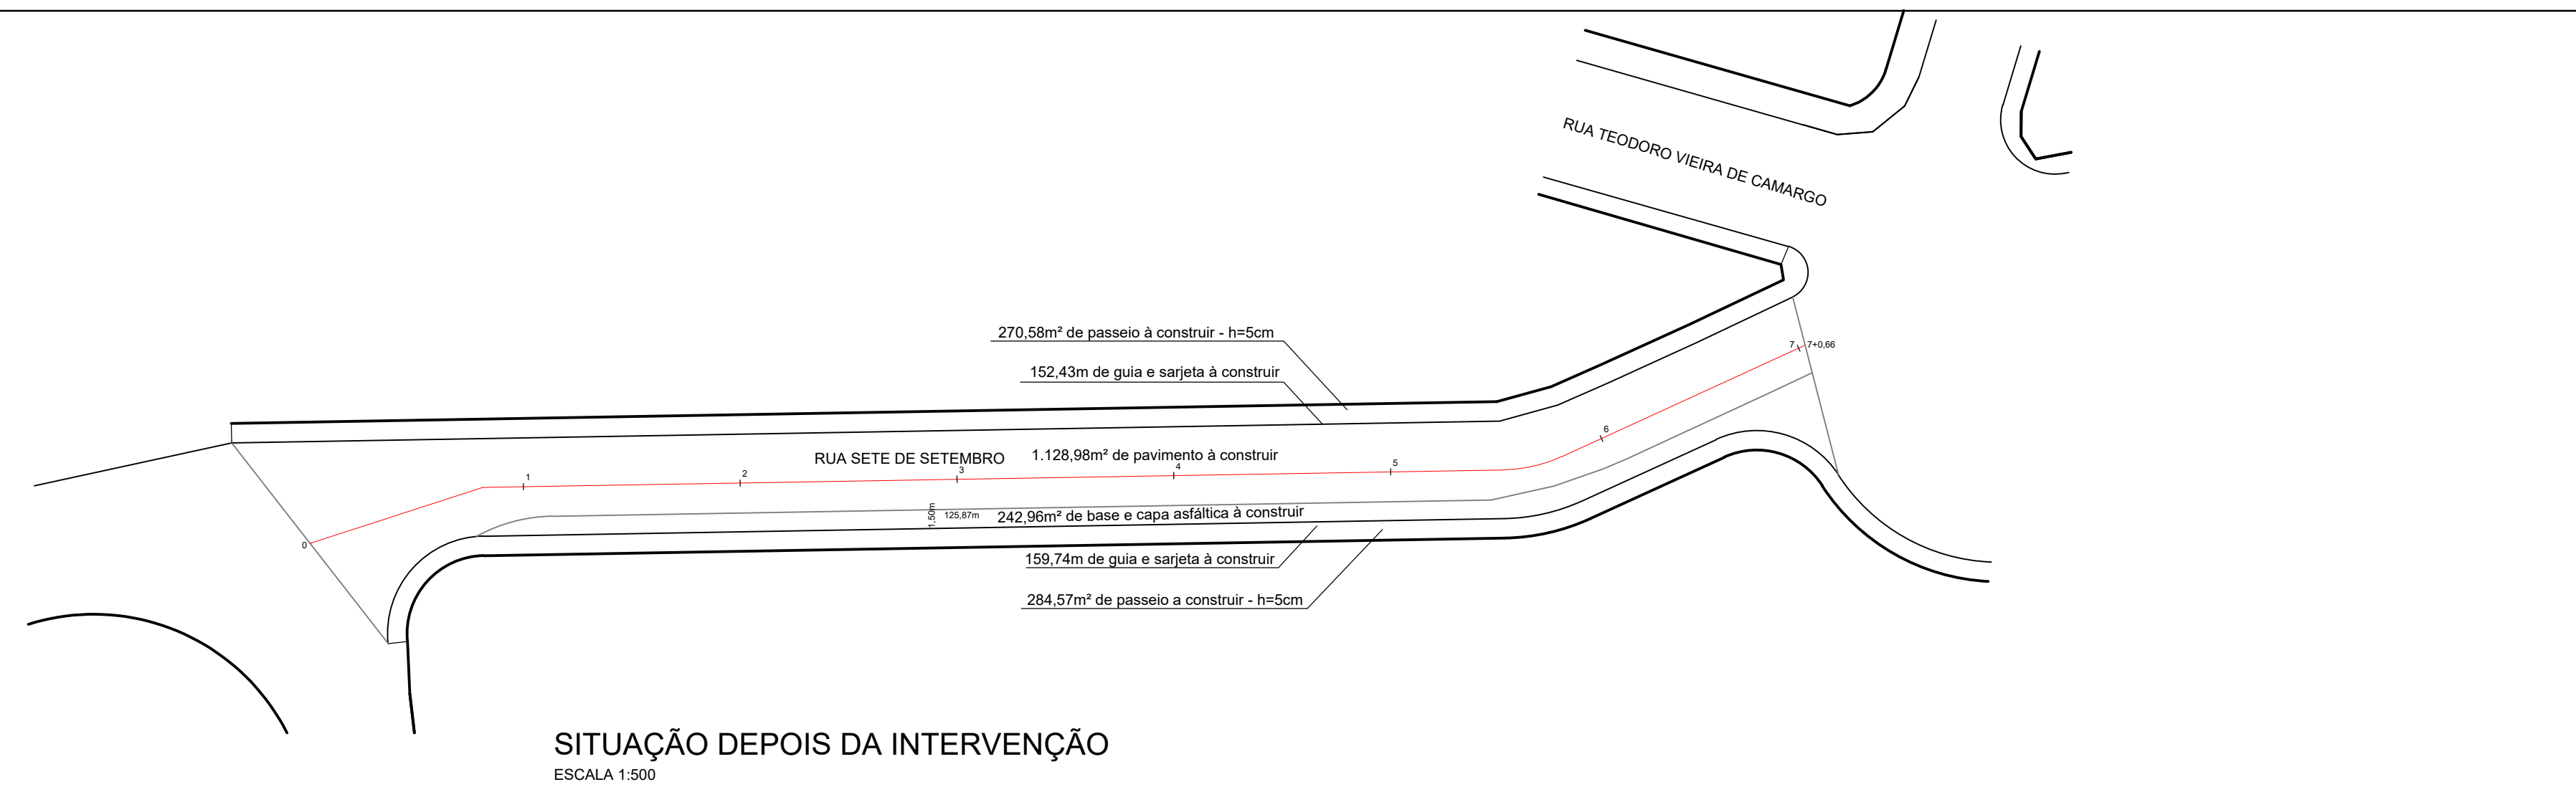 RUA TEODORO VIEIRA DE CAMARGO
270,58m² de passeio à construir - h=5cm
152,43m de guia e sarjeta à construir
7
7+0,66
6
RUA SETE DE SETEMBRO
1.128,98m² de pavimento à construir
1
2
3
4
5
1,50m
125,87m
242,96m² de base e capa asfáltica à construir
0
159,74m de guia e sarjeta à construir
284,57m² de passeio a construir - h=5cm
SITUAÇÃO DEPOIS DA INTERVENÇÃO
ESCALA 1:500